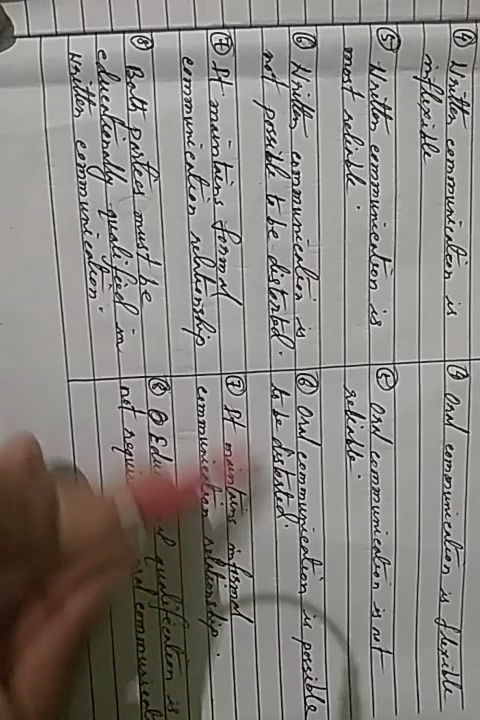 ④ Written communication is
inflexible
⑤ Written communication is
most reliable.
⑥ Written communication is
not possible to be distorted.
⑦ It maintains formal
communication relationship
⑧ Both parties must be
educationally qualified in
written communication.
④ Oral communication is flexible
⑤ Oral communication is not
reliable.
⑥ Oral communication is possible
to be distorted.
⑦ It maintains informal
communication relationship.
⑧ qualification is
not